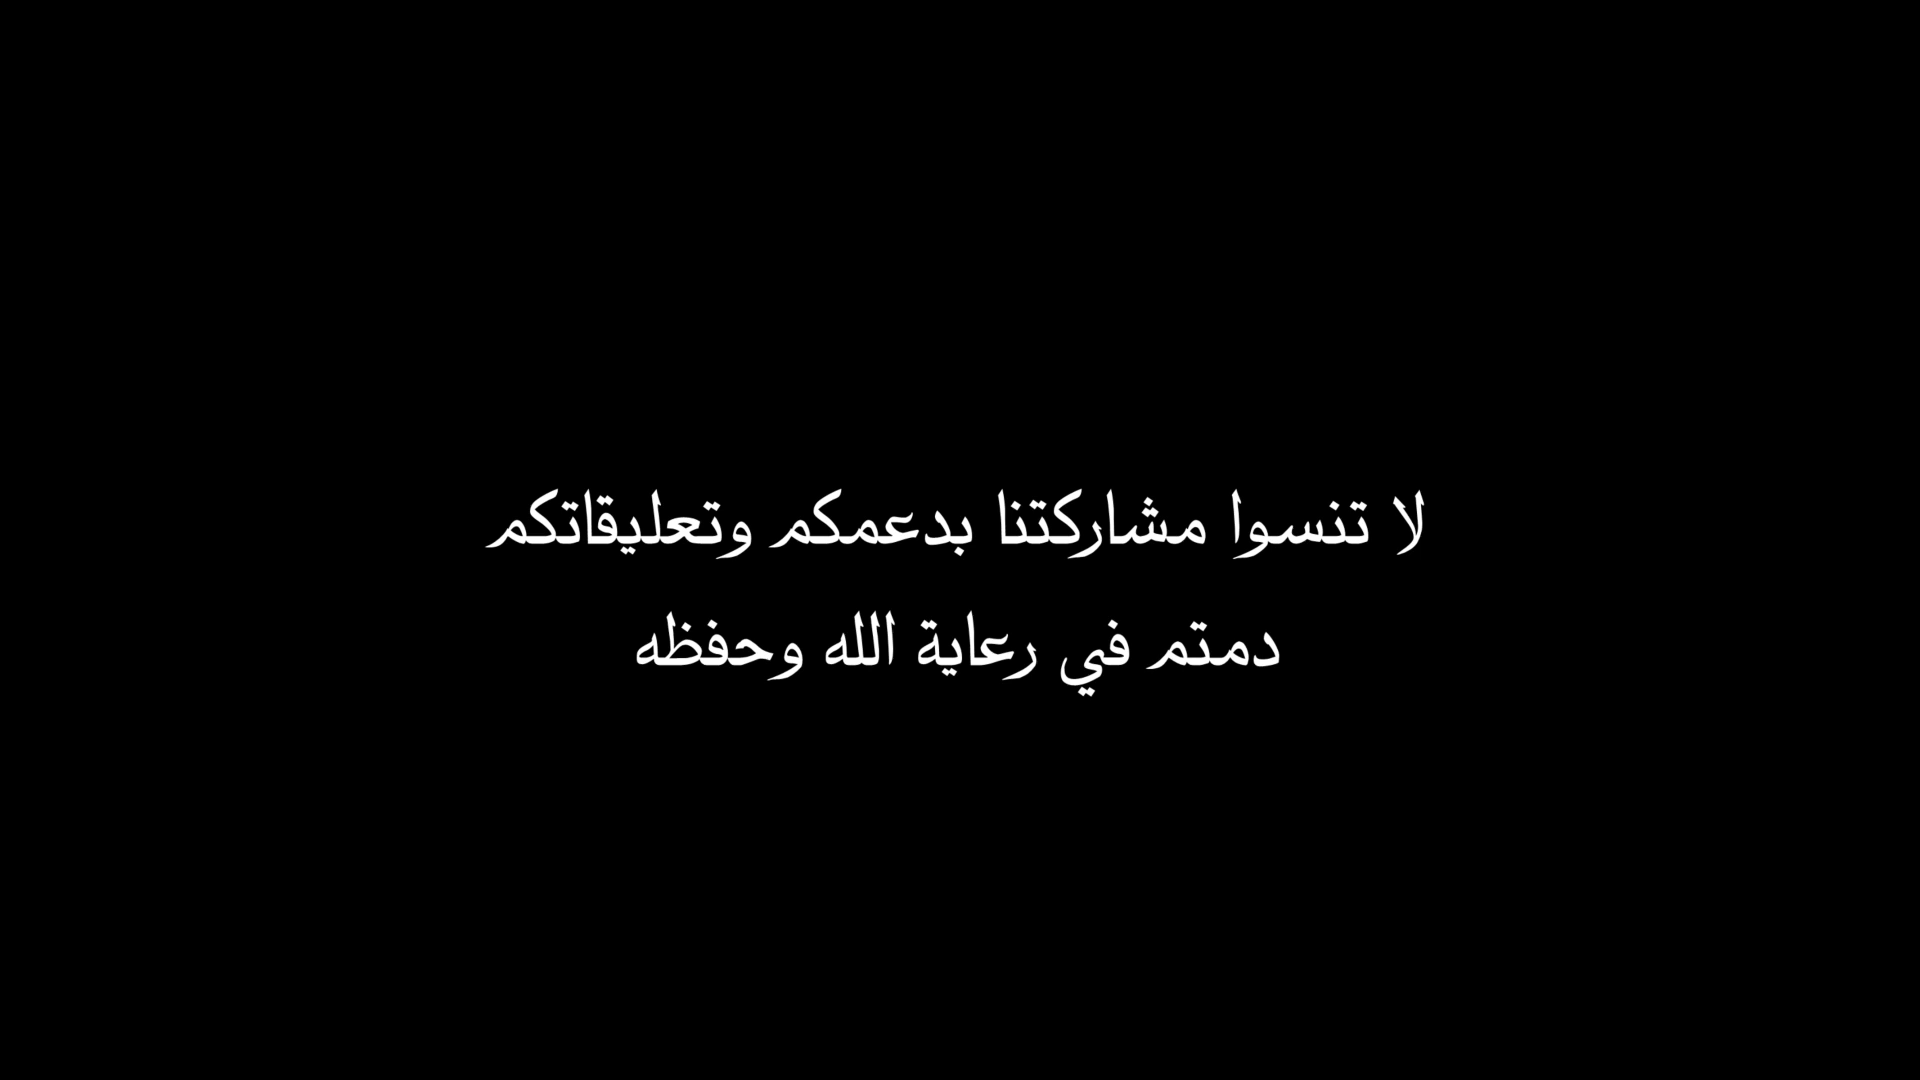 لا تنسوا مشاركتنا بدعمكم وتعليقاتكم
دمتم في رعاية الله وحفظه